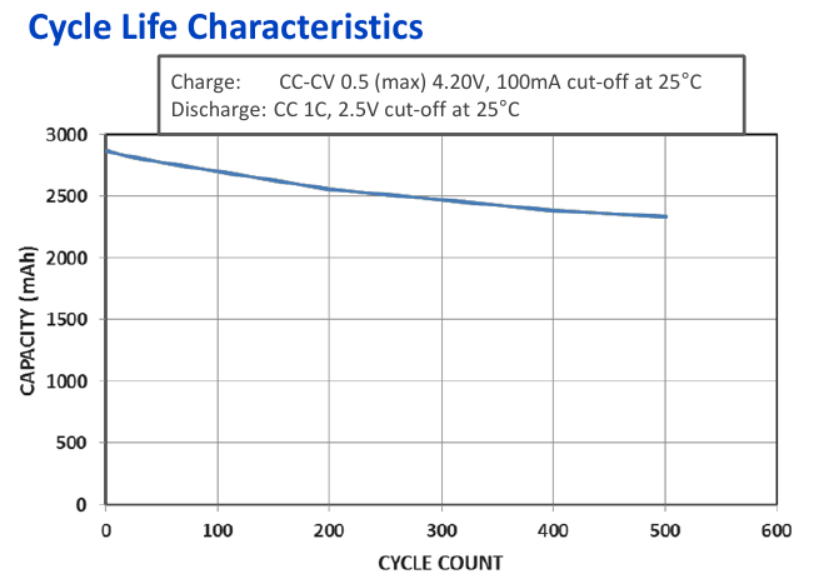 Cycle Life Characteristics
Charge: CC-CV 0.5 (max) 4.20V, 100mA cut-off at 25°C
Discharge: CC 1C, 2.5V cut-off at 25°C
3000
2500
2000
1500
1000
500
0
CAPACITY (mAh)
0 100 200 300 400 500 600
CYCLE COUNT